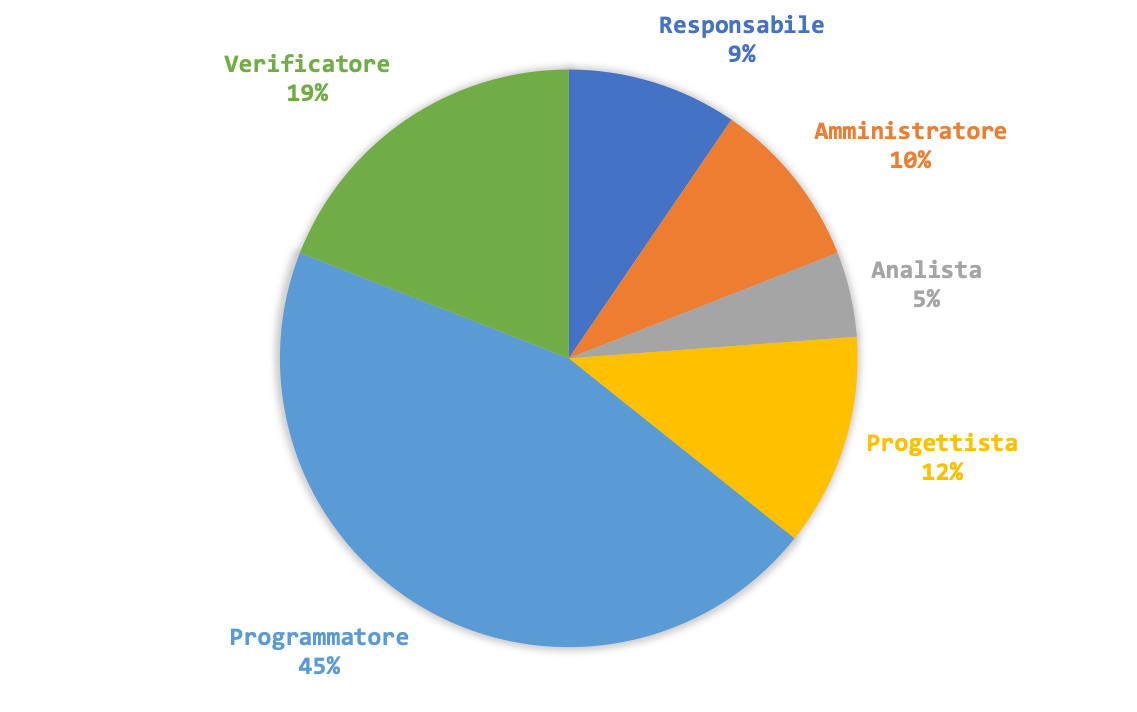 Responsabile
9%
Amministratore
10%
Analista
5%
Progettista
12%
Programmatore
45%
Verificatore
19%